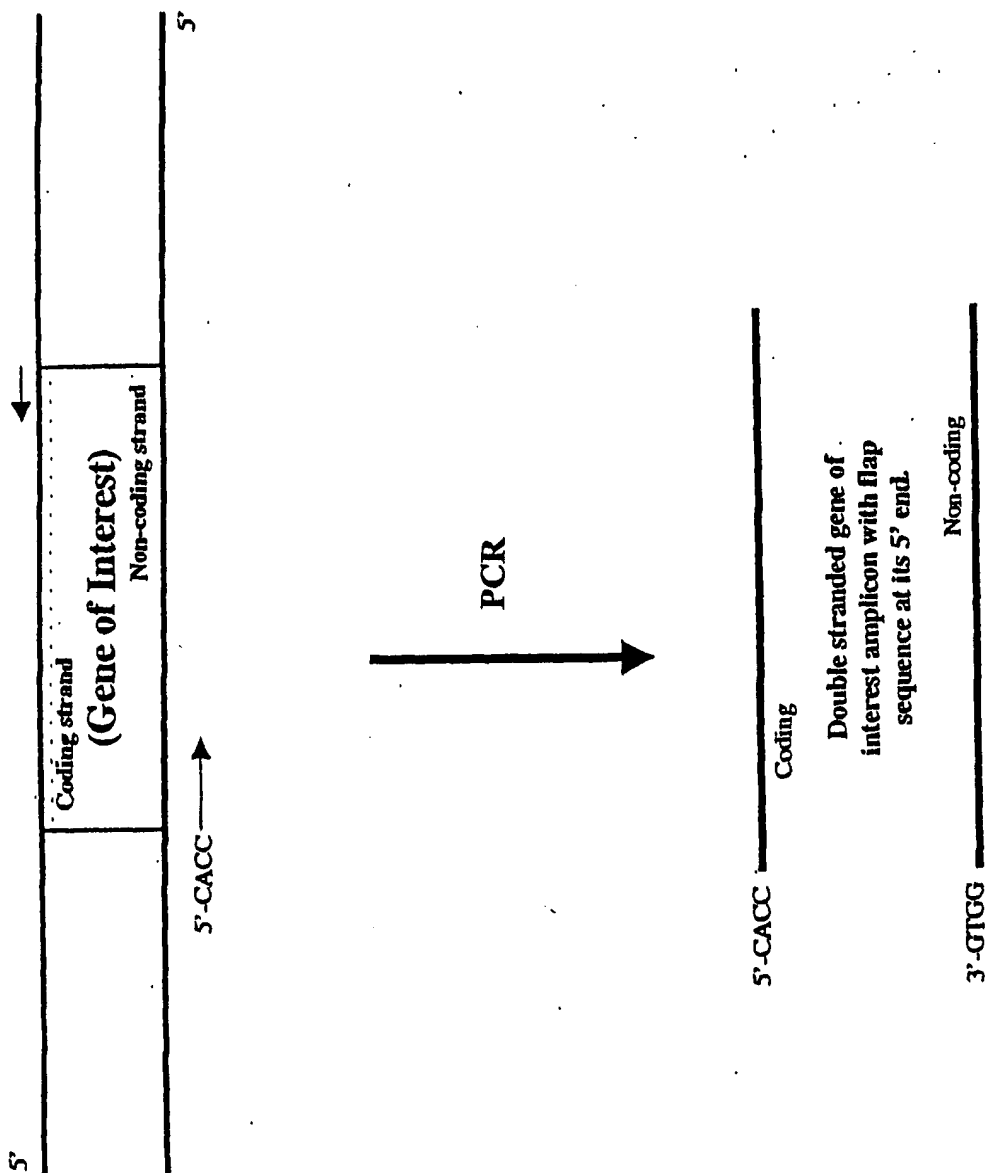 5'
5'
Coding strand
(Gene of Interest)
Non-coding strand
5'-CACC
PCR
5'-CACC
Coding
Double stranded gene of
interest amplicon with flap
sequence at its 5' end.
Non-coding
3'-GTGG